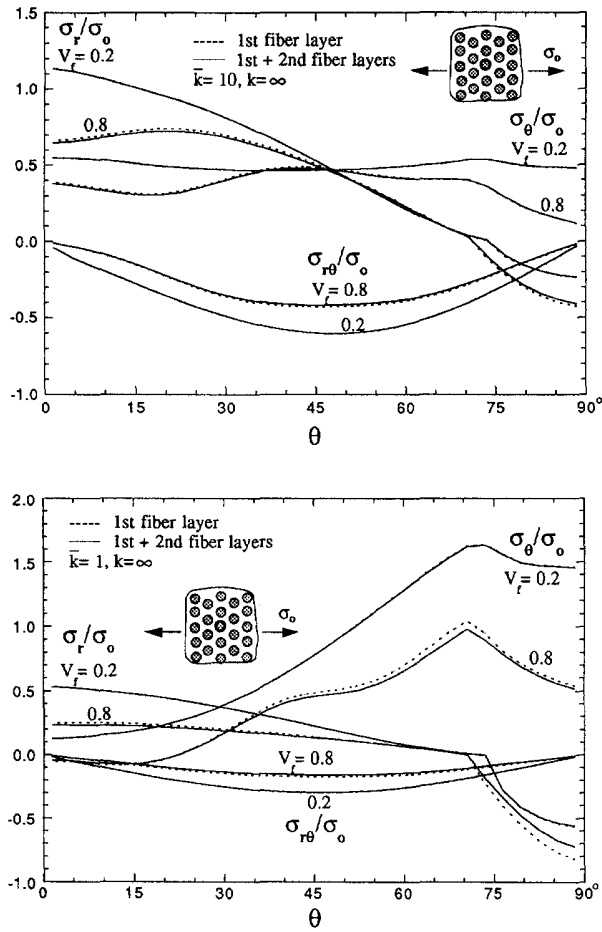 1.5
σr/σo
Vf= 0.2
1st fiber layer
1st + 2nd fiber layers
k̄= 10, k=∞
σo
1.0
0.8
σθ/σo
Vf= 0.2
0.5
0.8
0.0
σrθ/σo
Vf= 0.8
-0.5
0.2
-1.0
0 15 30 45 60 75 90°
θ
2.0
1st fiber layer
1st + 2nd fiber layers
k̄= 1, k=∞
σθ/σo
Vf= 0.2
1.5
σo
1.0
σr/σo
Vf= 0.2
0.8
0.5
0.8
0.0
Vf= 0.8
0.2
σrθ/σo
-0.5
-1.0
0 15 30 45 60 75 90°
θ